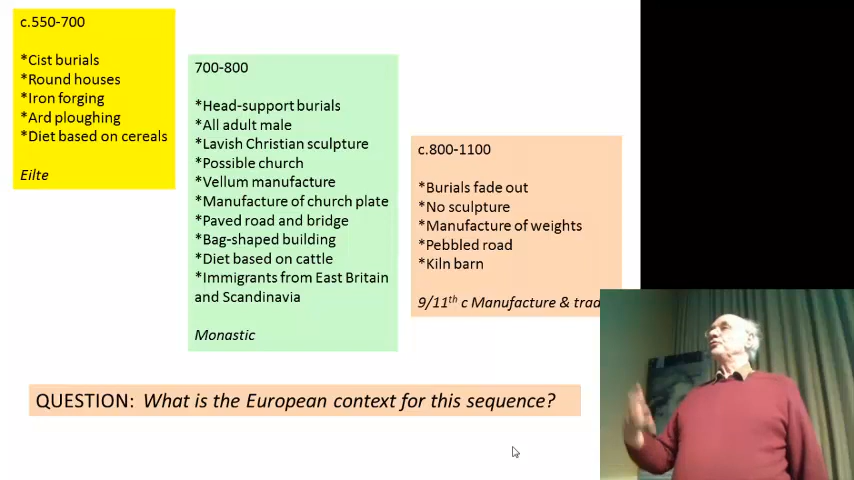 c.550-700
*Cist burials
*Round houses
*Iron forging
*Ard ploughing
*Diet based on cereals
Eilte
700-800
*Head-support burials
*All adult male
*Lavish Christian sculpture
*Possible church
*Vellum manufacture
*Manufacture of church plate
*Paved road and bridge
*Bag-shaped building
*Diet based on cattle
*Immigrants from East Britain
and Scandinavia
Monastic
c.800-1100
*Burials fade out
*No sculpture
*Manufacture of weights
*Pebbled road
*Kiln barn
9/11th c Manufacture & trad
QUESTION: What is the European context for this sequence?